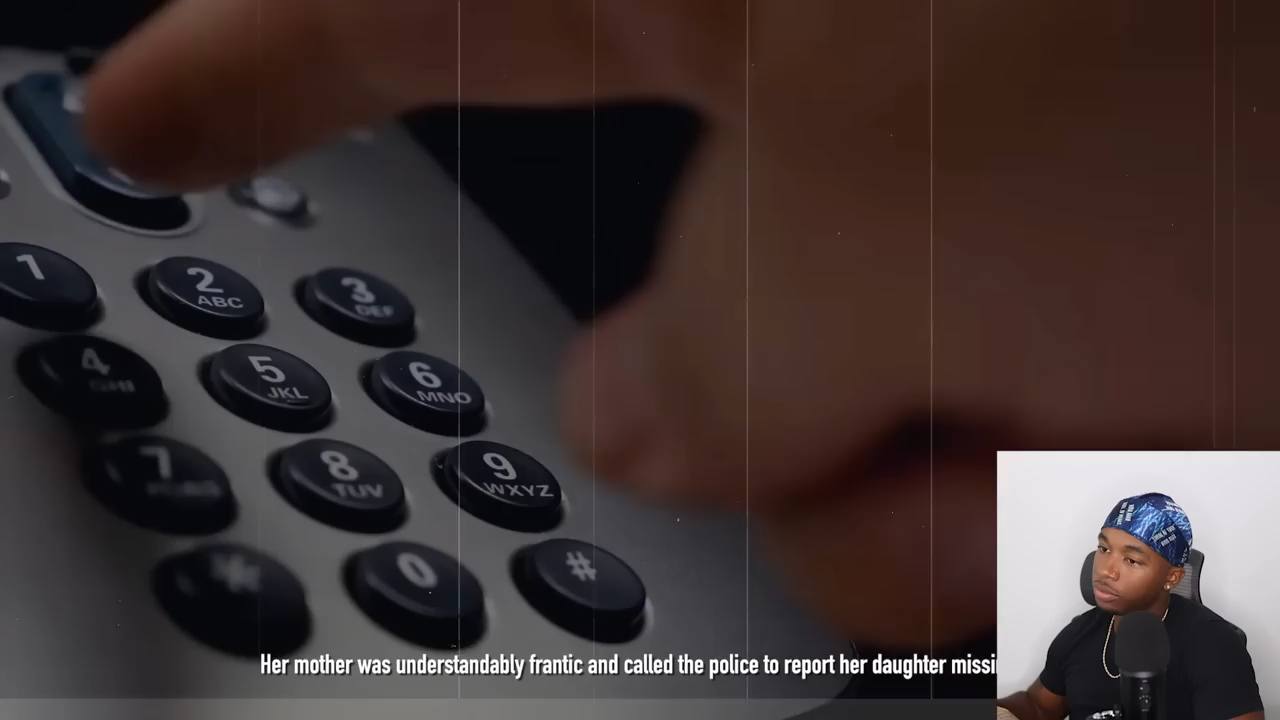 1
2 ABC
3 DEF
4 GHI
5 JKL
6 MNO
7
8 TUV
9 WXYZ
*
0
#
Her mother was understandably frantic and called the police to report her daughter